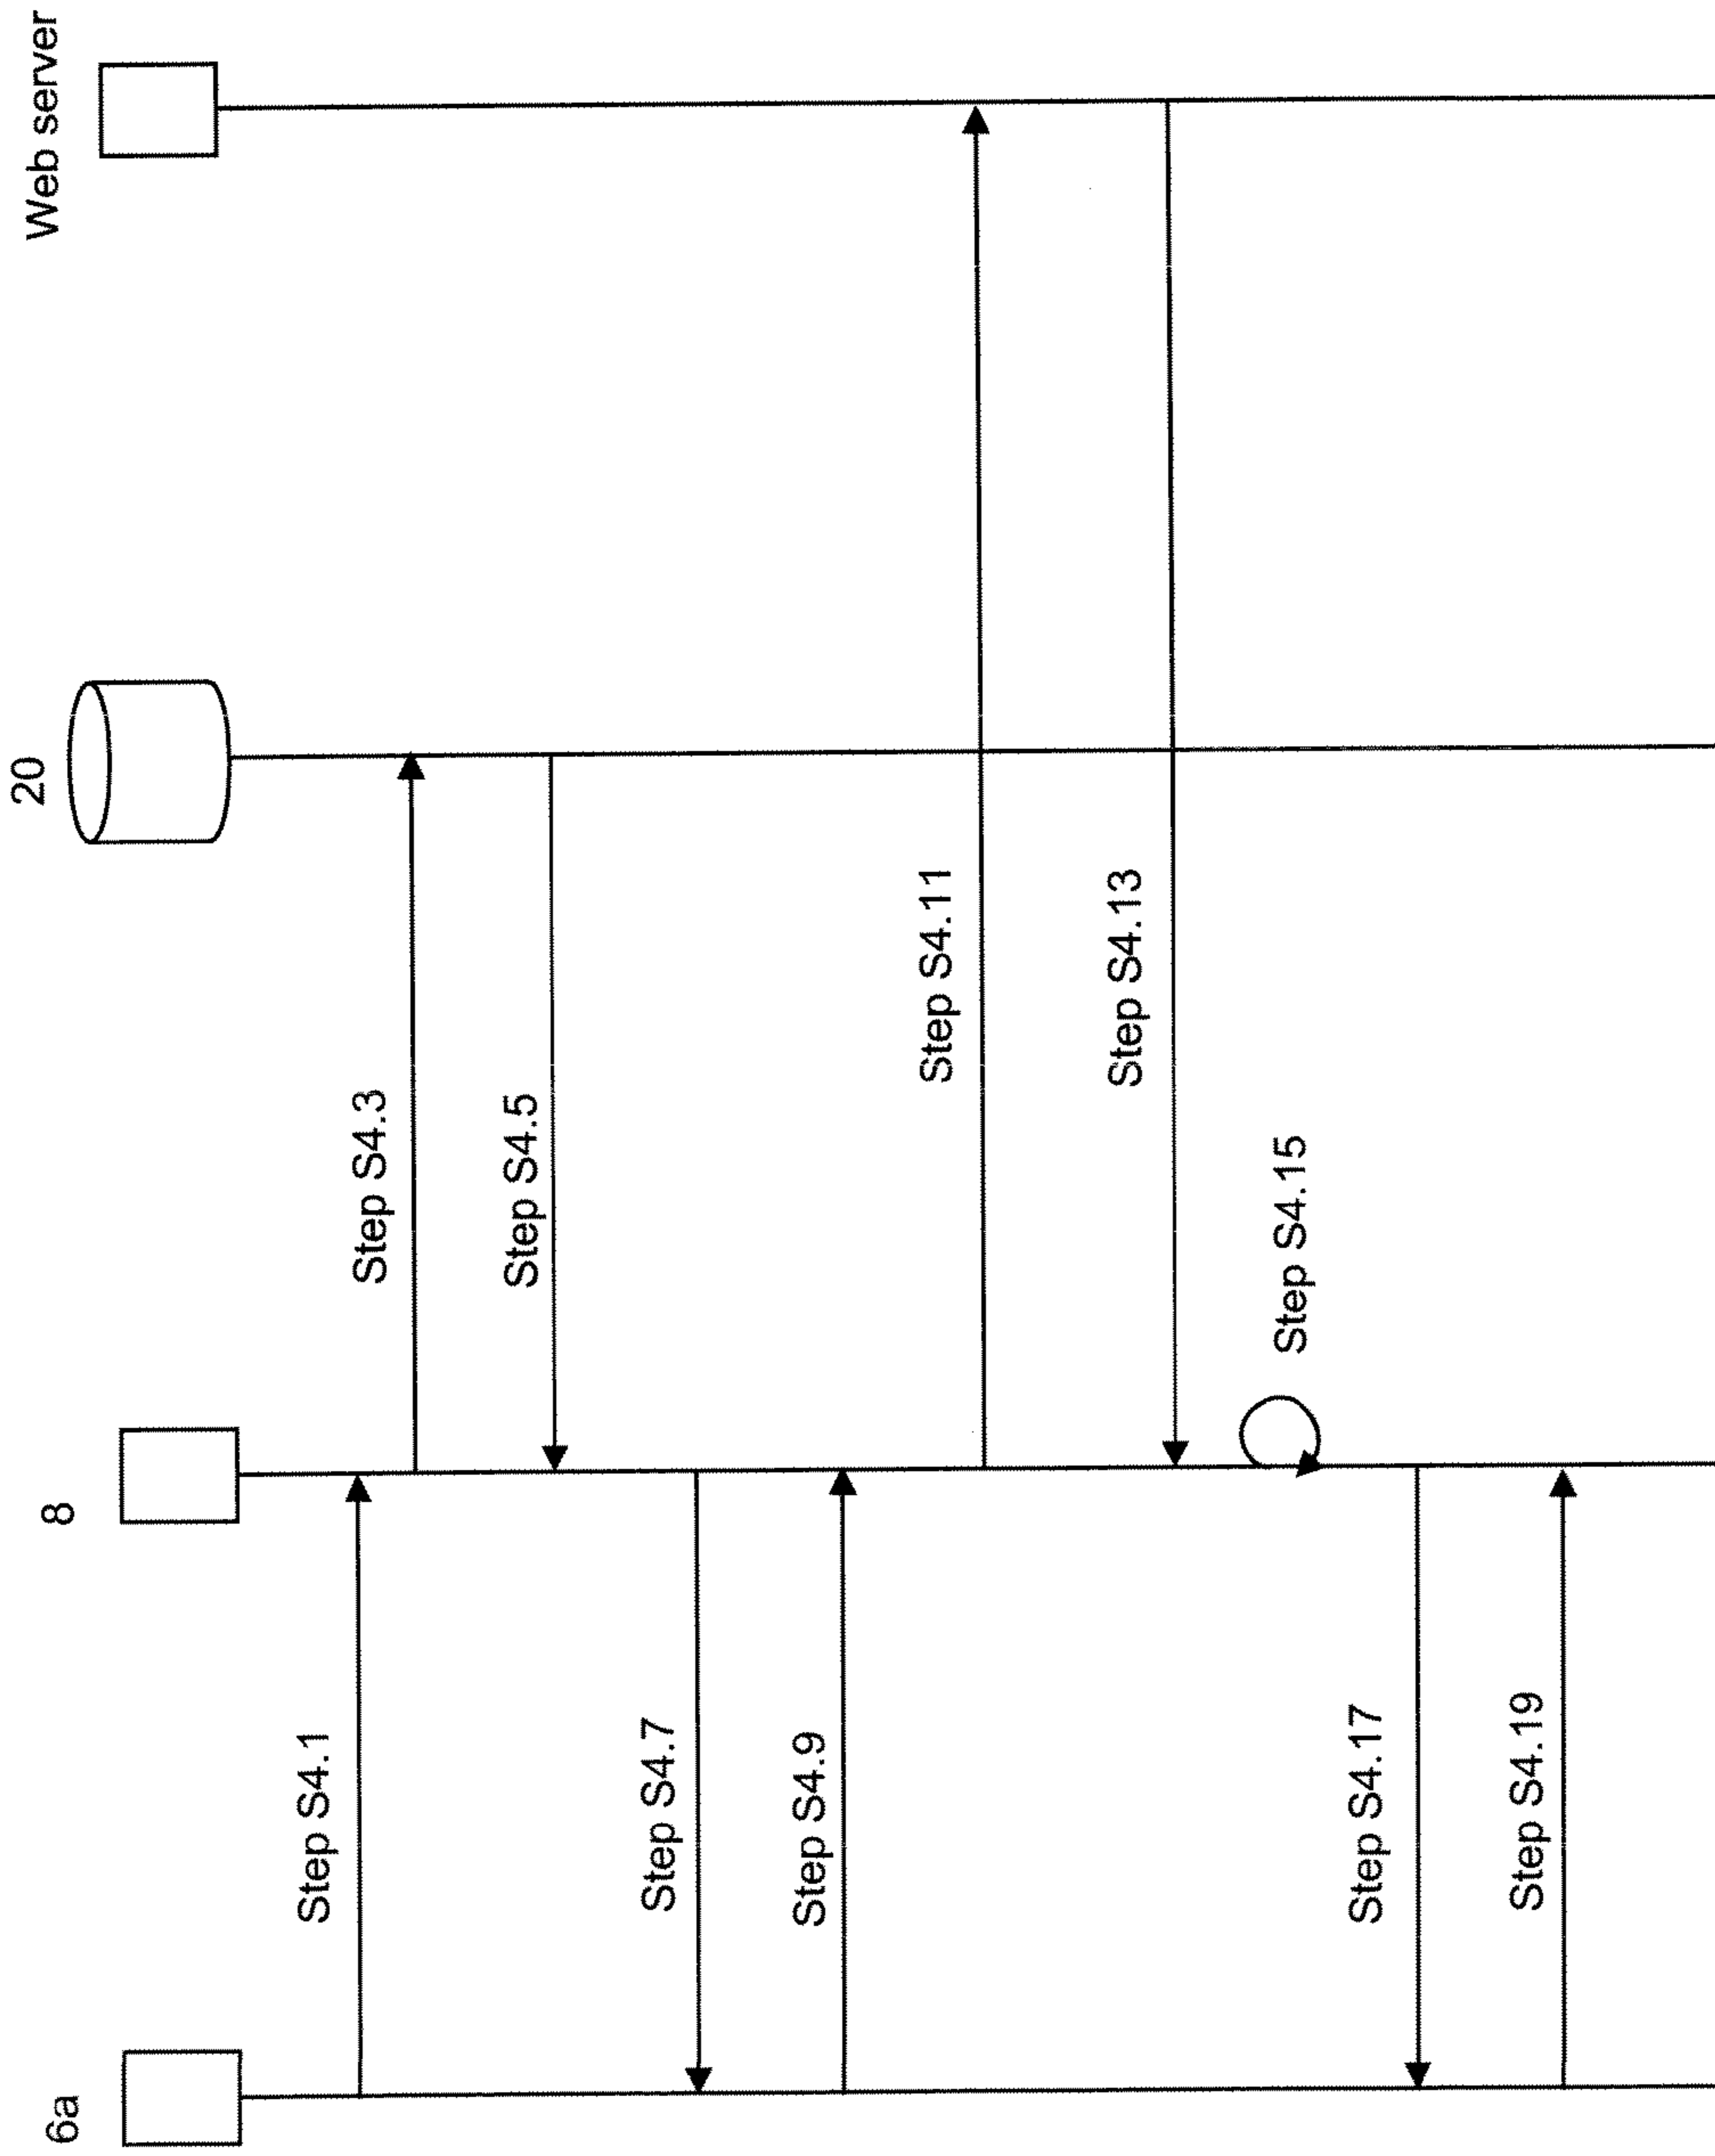 6a
8
20
Web server
Step S4.1
Step S4.3
Step S4.5
Step S4.7
Step S4.9
Step S4.11
Step S4.13
Step S4.15
Step S4.17
Step S4.19